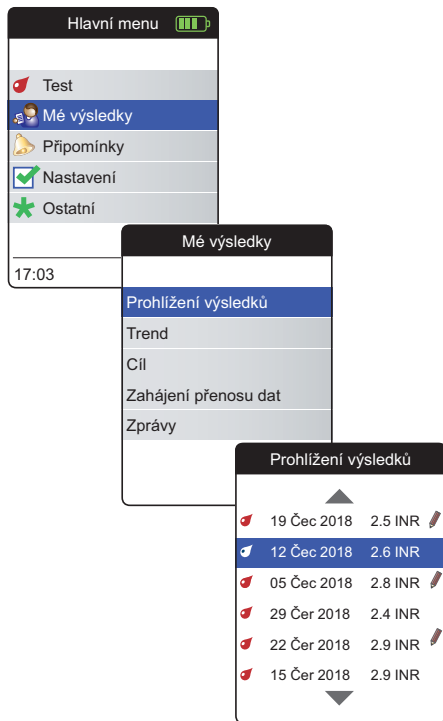 Hlavní menu
Test
Mé výsledky
Připomínky
Nastavení
Ostatní
17:03
Mé výsledky
Prohlížení výsledků
Trend
Cíl
Zahájení přenosu dat
Zprávy
Prohlížení výsledků
19 Čec 2018 2.5 INR
12 Čec 2018 2.6 INR
05 Čec 2018 2.8 INR
29 Čer 2018 2.4 INR
22 Čer 2018 2.9 INR
15 Čer 2018 2.9 INR